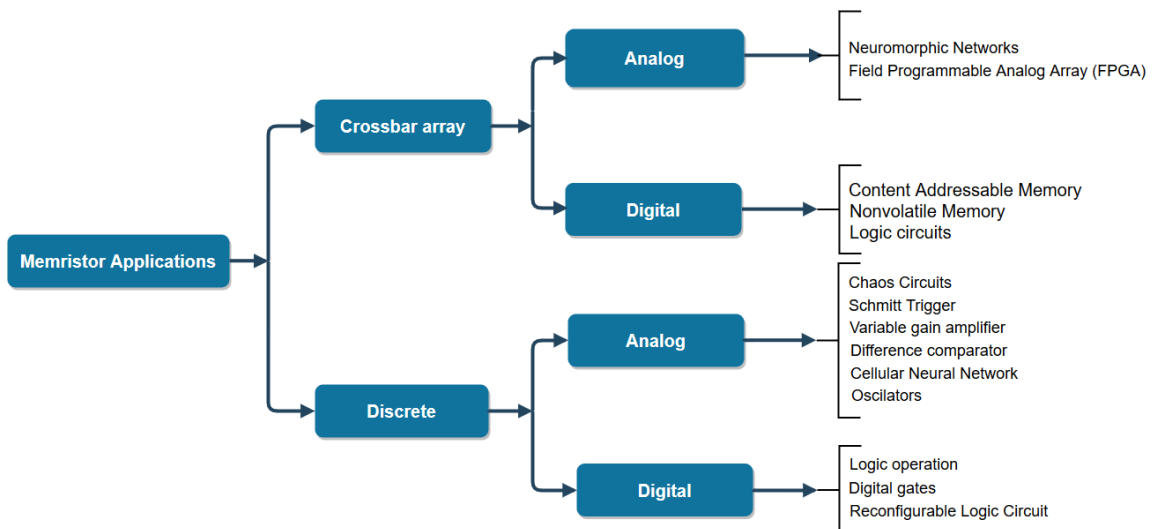 Memristor Applications
Crossbar array
Analog
Neuromorphic Networks
Field Programmable Analog Array (FPGA)
Digital
Content Addressable Memory
Nonvolatile Memory
Logic circuits
Discrete
Analog
Chaos Circuits
Schmitt Trigger
Variable gain amplifier
Difference comparator
Cellular Neural Network
Oscilators
Digital
Logic operation
Digital gates
Reconfigurable Logic Circuit